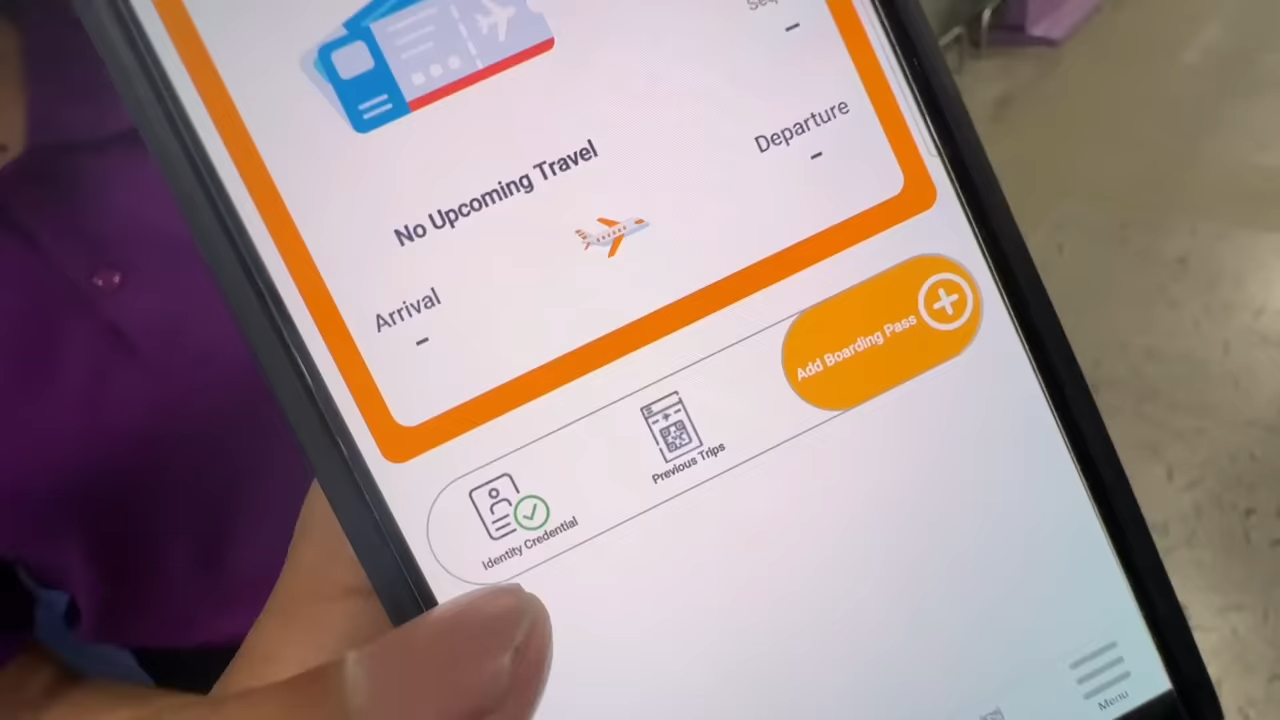 Departure
-
No Upcoming Travel
Arrival
-
Add Boarding Pass
Previous Trips
Identity Credential
Menu